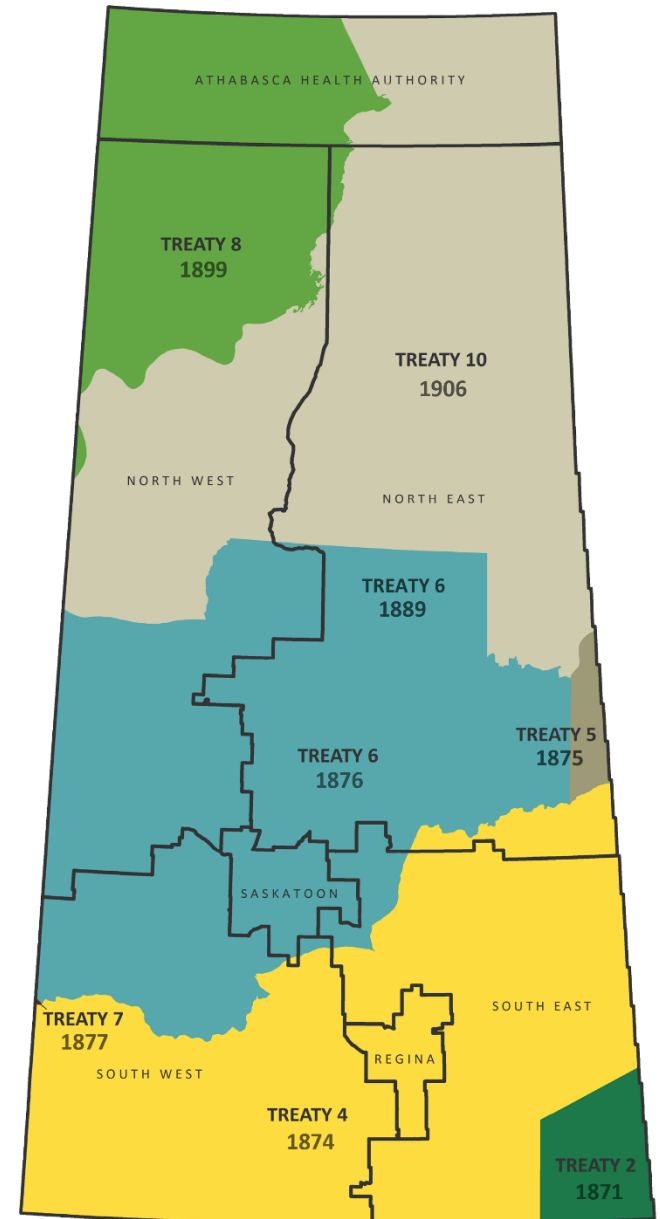 ATHABASCA HEALTH AUTHORITY
TREATY 8
1899
TREATY 10
1906
NORTH WEST
NORTH EAST
TREATY 6
1889
TREATY 5
1875
TREATY 6
1876
SASKATOON
SOUTH EAST
TREATY 7
1877
REGINA
SOUTH WEST
TREATY 4
1874
TREATY 2
1871